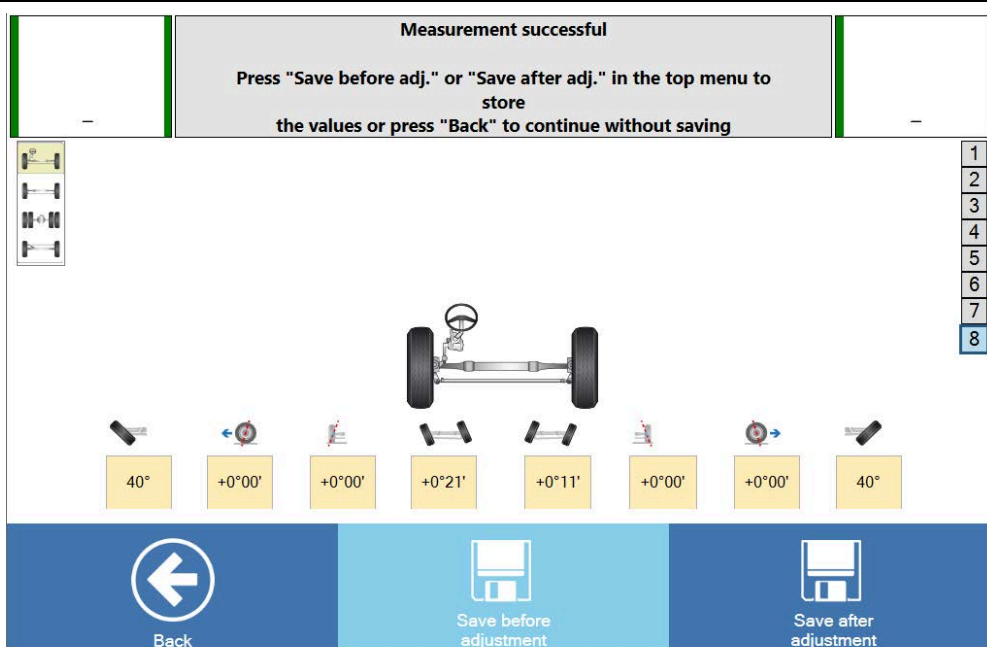 Measurement successful
Press "Save before adj." or "Save after adj." in the top menu to
store
the values or press "Back" to continue without saving
–
–
1
2
3
4
5
6
7
8
40°
+0°00'
+0°00'
+0°21'
+0°11'
+0°00'
+0°00'
40°
Back
Save before
adjustment
Save after
adjustment